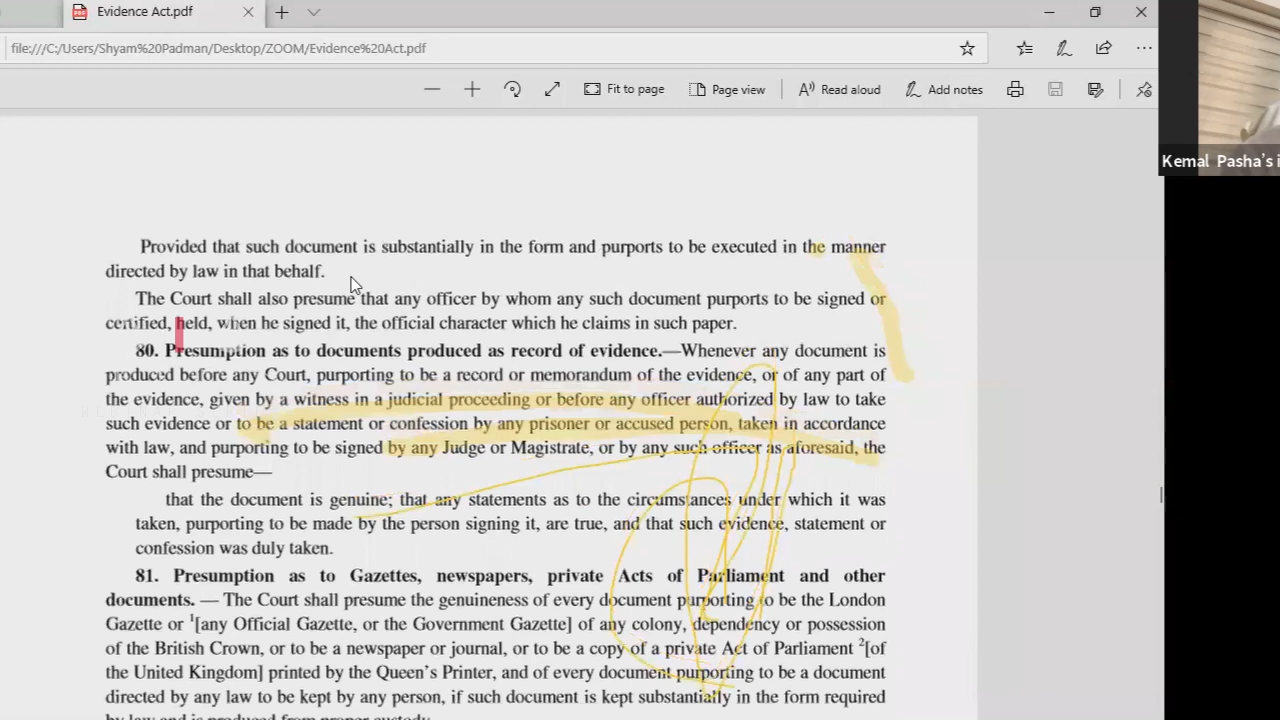 Evidence Act.pdf
file:///C:/Users/Shyam%20Padman/Desktop/ZOOM/Evidence%20Act.pdf
Fit to page Page view Read aloud Add notes
Kemal Pasha's i
Provided that such document is substantially in the form and purports to be executed in the manner
directed by law in that behalf.
The Court shall also presume that any officer by whom any such document purports to be signed or
certified, held, when he signed it, the official character which he claims in such paper.
80. Presumption as to documents produced as record of evidence.—Whenever any document is
produced before any Court, purporting to be a record or memorandum of the evidence, or of any part of
the evidence, given by a witness in a judicial proceeding or before any officer authorized by law to take
such evidence or to be a statement or confession by any prisoner or accused person, taken in accordance
with law, and purporting to be signed by any Judge or Magistrate, or by any such officer as aforesaid, the
Court shall presume—
that the document is genuine; that any statements as to the circumstances under which it was
taken, purporting to be made by the person signing it, are true, and that such evidence, statement or
confession was duly taken.
81. Presumption as to Gazettes, newspapers, private Acts of Parliament and other
documents. — The Court shall presume the genuineness of every document purporting to be the London
Gazette or 1[any Official Gazette, or the Government Gazette] of any colony, dependency or possession
of the British Crown, or to be a newspaper or journal, or to be a copy of a private Act of Parliament 2[of
the United Kingdom] printed by the Queen's Printer, and of every document purporting to be a document
directed by any law to be kept by any person, if such document is kept substantially in the form required
by law and is produced from proper custody.